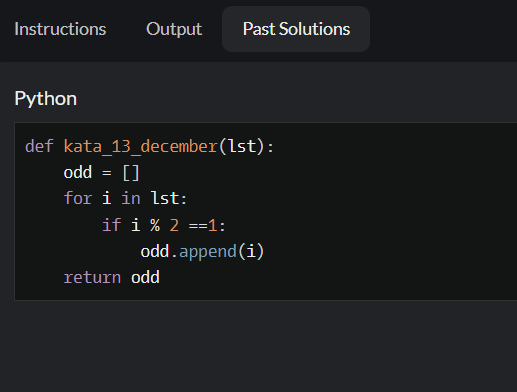 Instructions Output Past Solutions
Python
def kata_13_december(lst):
    odd = []
    for i in lst:
        if i % 2 ==1:
            odd.append(i)
    return odd